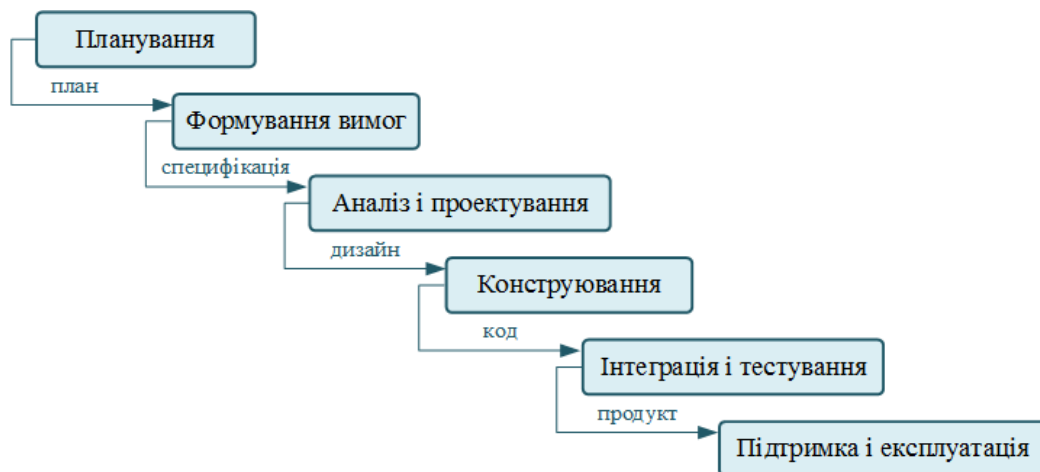 Планування
план
Формування вимог
специфікація
Аналіз і проектування
дизайн
Конструювання
код
Інтеграція і тестування
продукт
Підтримка і експлуатація